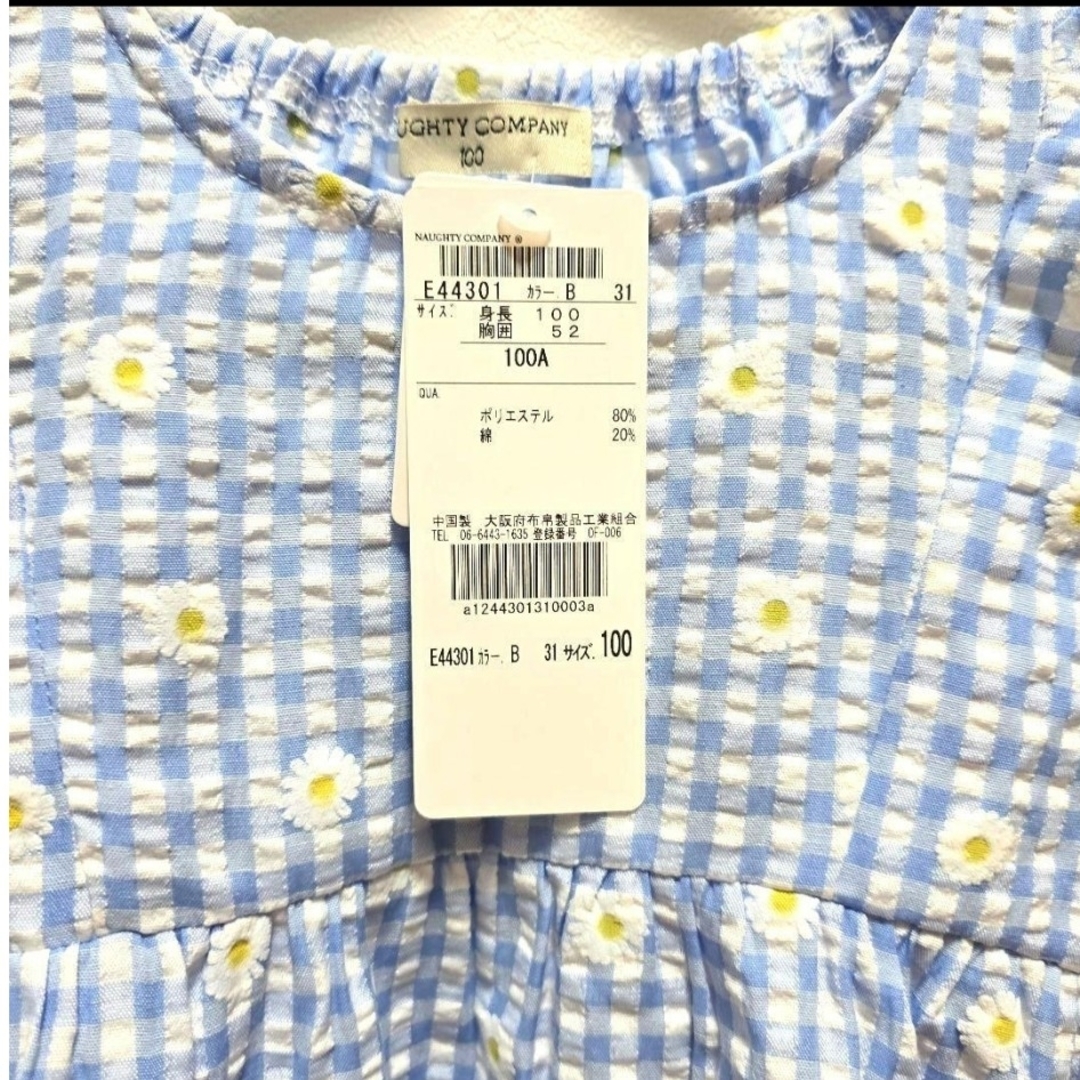 UGHTY COMPANY
100
NAUGHTY COMPANY ®
E44301 カラー. B 31
サイズ: 身長 100
胸囲 52
100A
QUA.
ポリエステル 80%
綿 20%
中国製 大阪府布帛製品工業組合
TEL 06-6443-1635 登録番号 OF-006
a1244301310003a
E44301 カラー. B 31 サイズ. 100